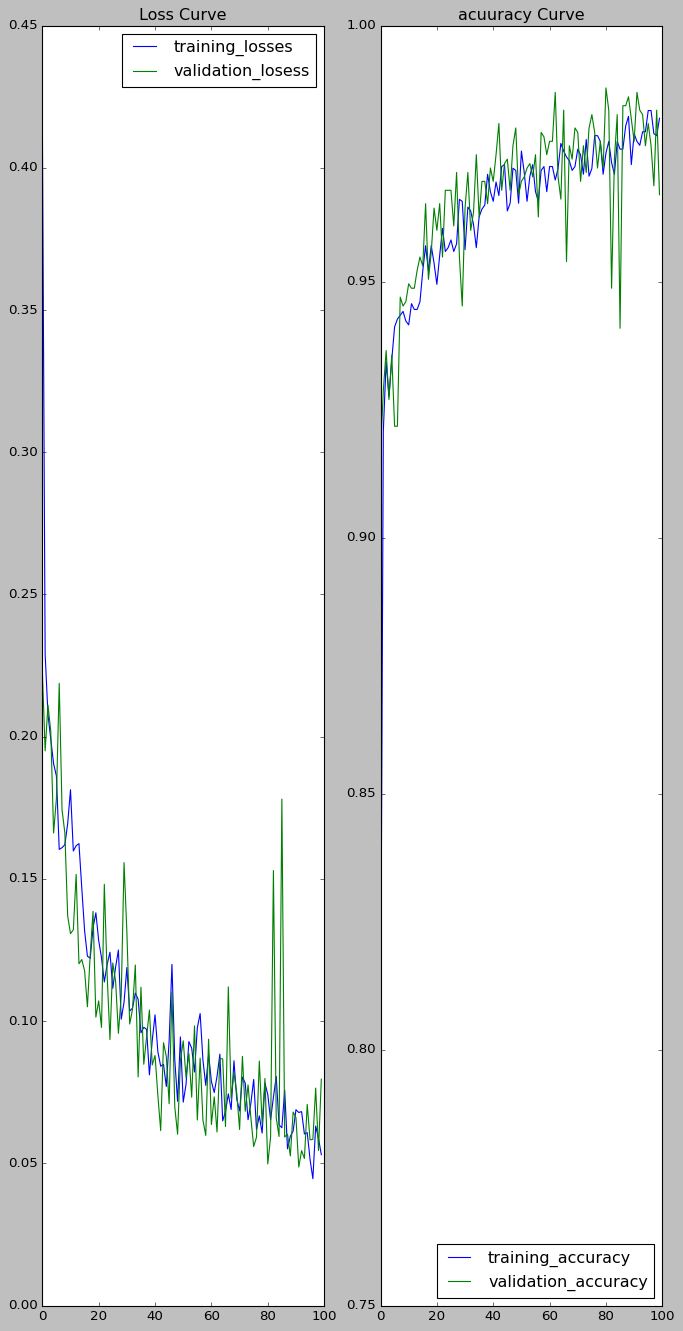 Loss Curve
training_losses
validation_losess
0.45
0.40
0.35
0.30
0.25
0.20
0.15
0.10
0.05
0.00
0 20 40 60 80 100
acuuracy Curve
1.00
0.95
0.90
0.85
0.80
0.75
training_accuracy
validation_accuracy
0 20 40 60 80 100